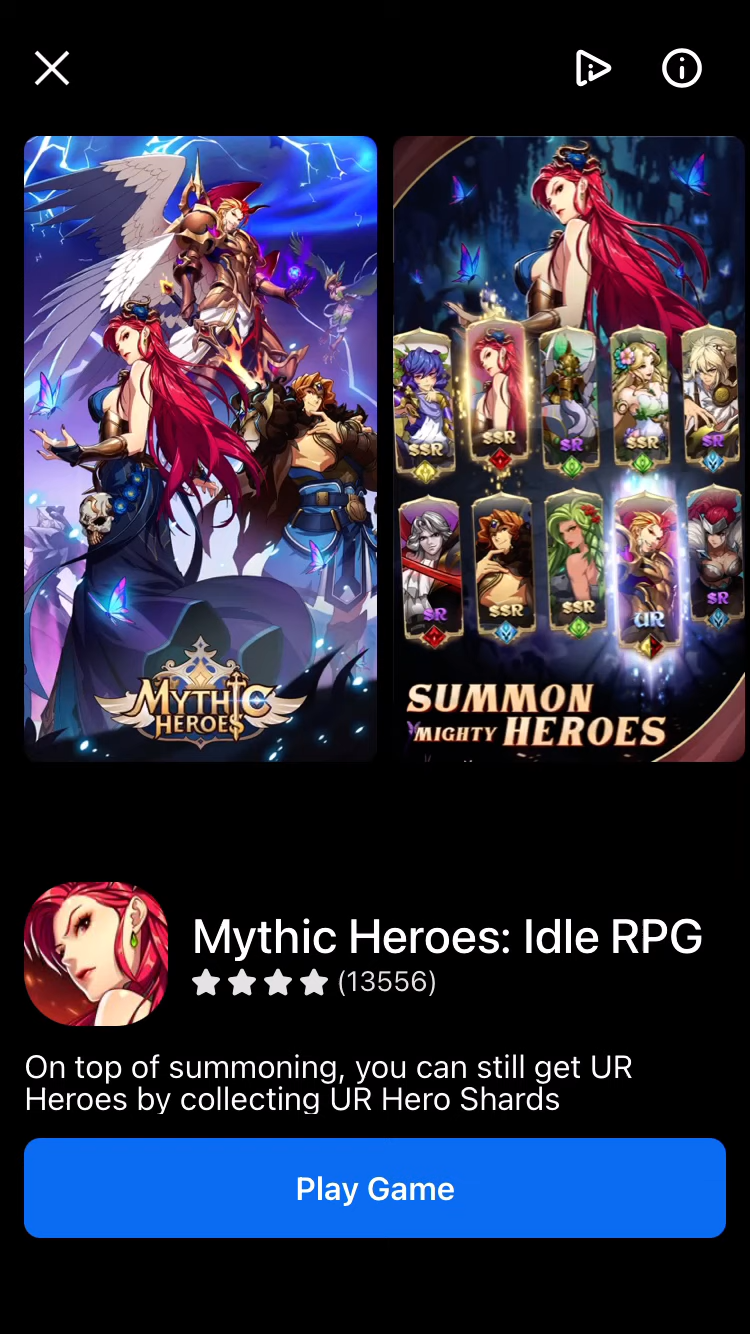 MYTHIC
HEROES
SSR
SSR
SR
SSR
SR
SR
SSR
SSR
UR
SR
SUMMON
MIGHTY HEROES
Mythic Heroes: Idle RPG
(13556)
On top of summoning, you can still get UR
Heroes by collecting UR Hero Shards
Play Game